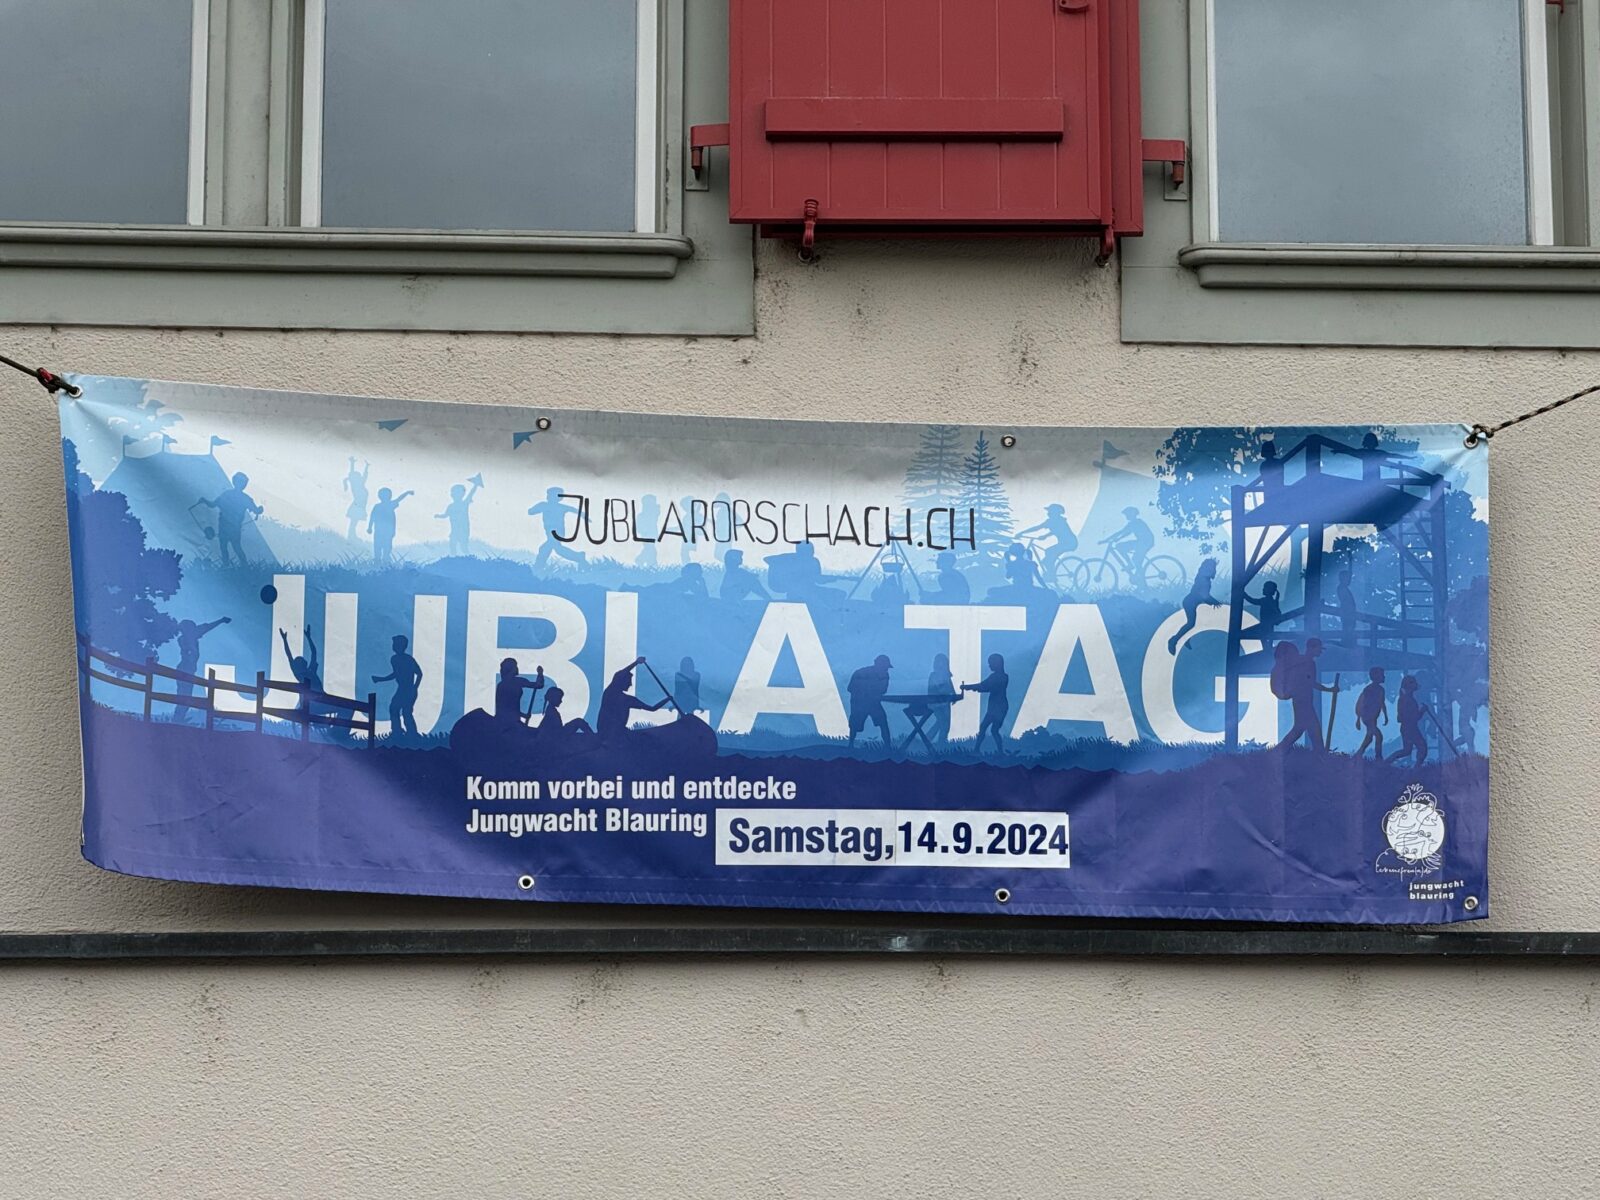 JUBLARORSCHACH.CH
JUBLA TAG
Komm vorbei und entdecke
Jungwacht Blauring
Samstag, 14.9.2024
jungwacht
blauring